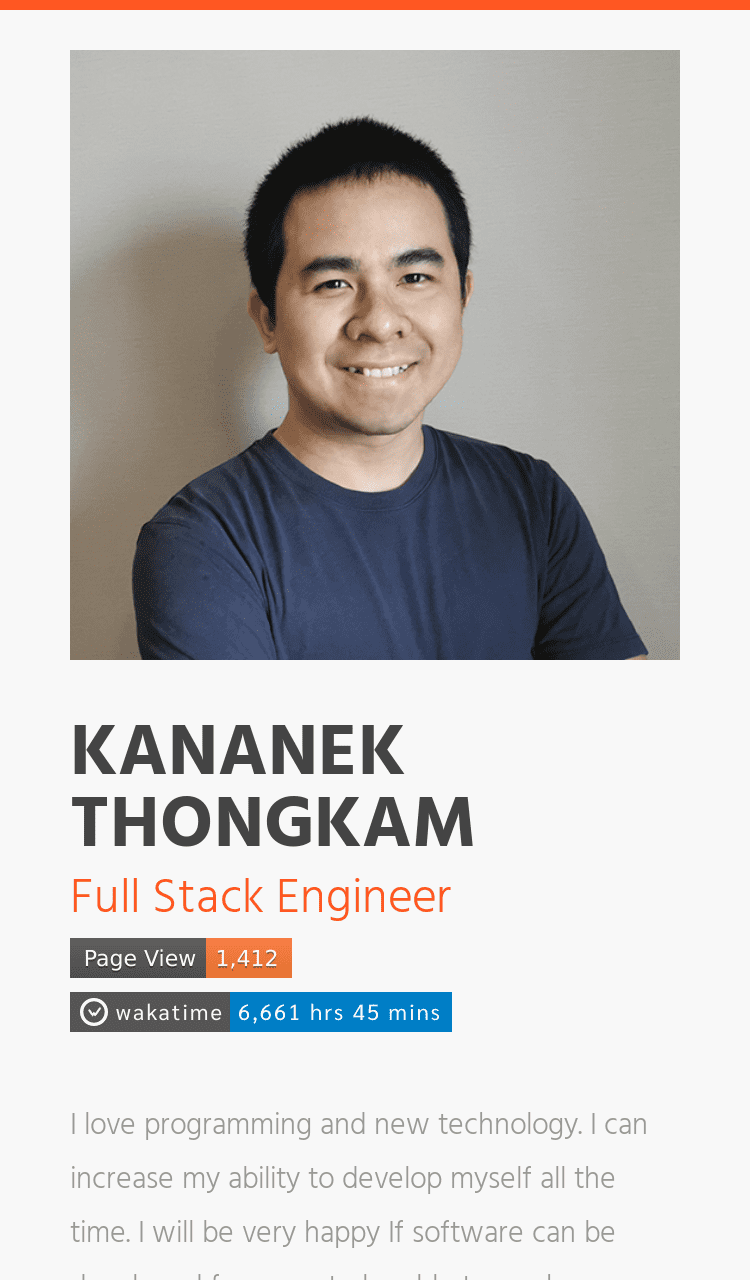 KANANEK
THONGKAM
Full Stack Engineer
Page View 1,412
wakatime 6,661 hrs 45 mins
I love programming and new technology. I can
increase my ability to develop myself all the
time. I will be very happy If software can be